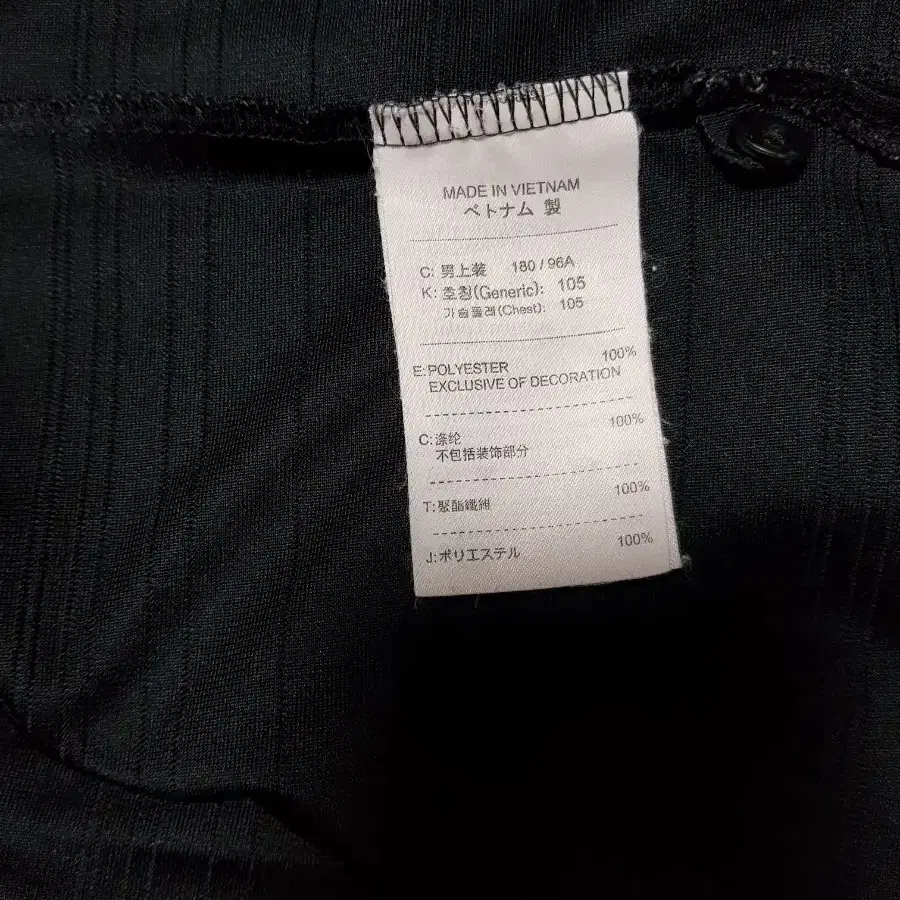 MADE IN VIETNAM
ベトナム 製
C: 男上装 180 / 96A
K: 호칭(Generic): 105
가슴둘레(Chest): 105
E: POLYESTER 100%
EXCLUSIVE OF DECORATION
C: 涤纶 100%
不包括装饰部分
T: 聚酯纖維 100%
J: ポリエステル 100%